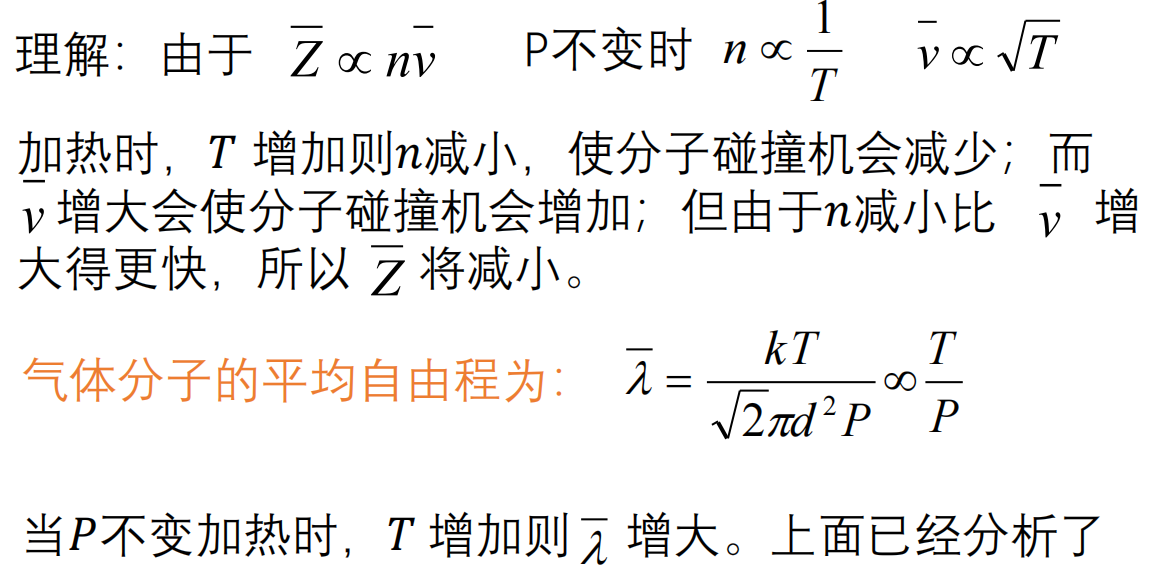 理解：由于 $\overline{Z} \propto n\overline{v}$ P不变时 $n \propto \frac{1}{T}$ $\overline{v} \propto \sqrt{T}$
加热时，$T$ 增加则$n$减小，使分子碰撞机会减少；而
$\overline{v}$ 增大会使分子碰撞机会增加；但由于$n$减小比 $\overline{v}$ 增
大得更快，所以 $\overline{Z}$ 将减小。
气体分子的平均自由程为： $\overline{\lambda} = \frac{kT}{\sqrt{2}\pi d^2 P} \infty \frac{T}{P}$
当$P$不变加热时，$T$ 增加则 $\overline{\lambda}$ 增大。上面已经分析了